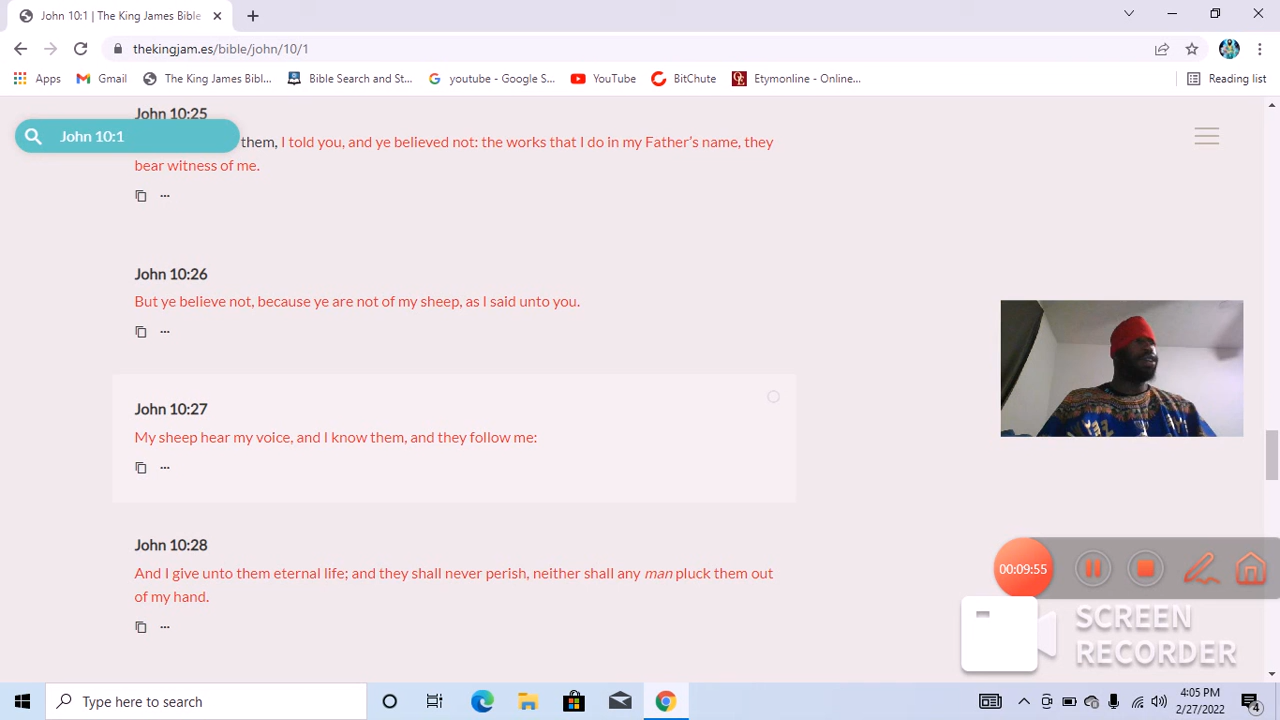 John 10:1 | The King James Bible
thekingjam.es/bible/john/10/1
Apps Gmail The King James Bibl... Bible Search and St... youtube - Google S... YouTube BitChute Etymonline - Online... Reading list
John 10:25
John 10:1
them, I told you, and ye believed not: the works that I do in my Father’s name, they
bear witness of me.
John 10:26
But ye believe not, because ye are not of my sheep, as I said unto you.
John 10:27
My sheep hear my voice, and I know them, and they follow me:
John 10:28
And I give unto them eternal life; and they shall never perish, neither shall any man pluck them out
of my hand.
00:09:55
SCREEN
RECORDER
Type here to search
4:05 PM
2/27/2022
4